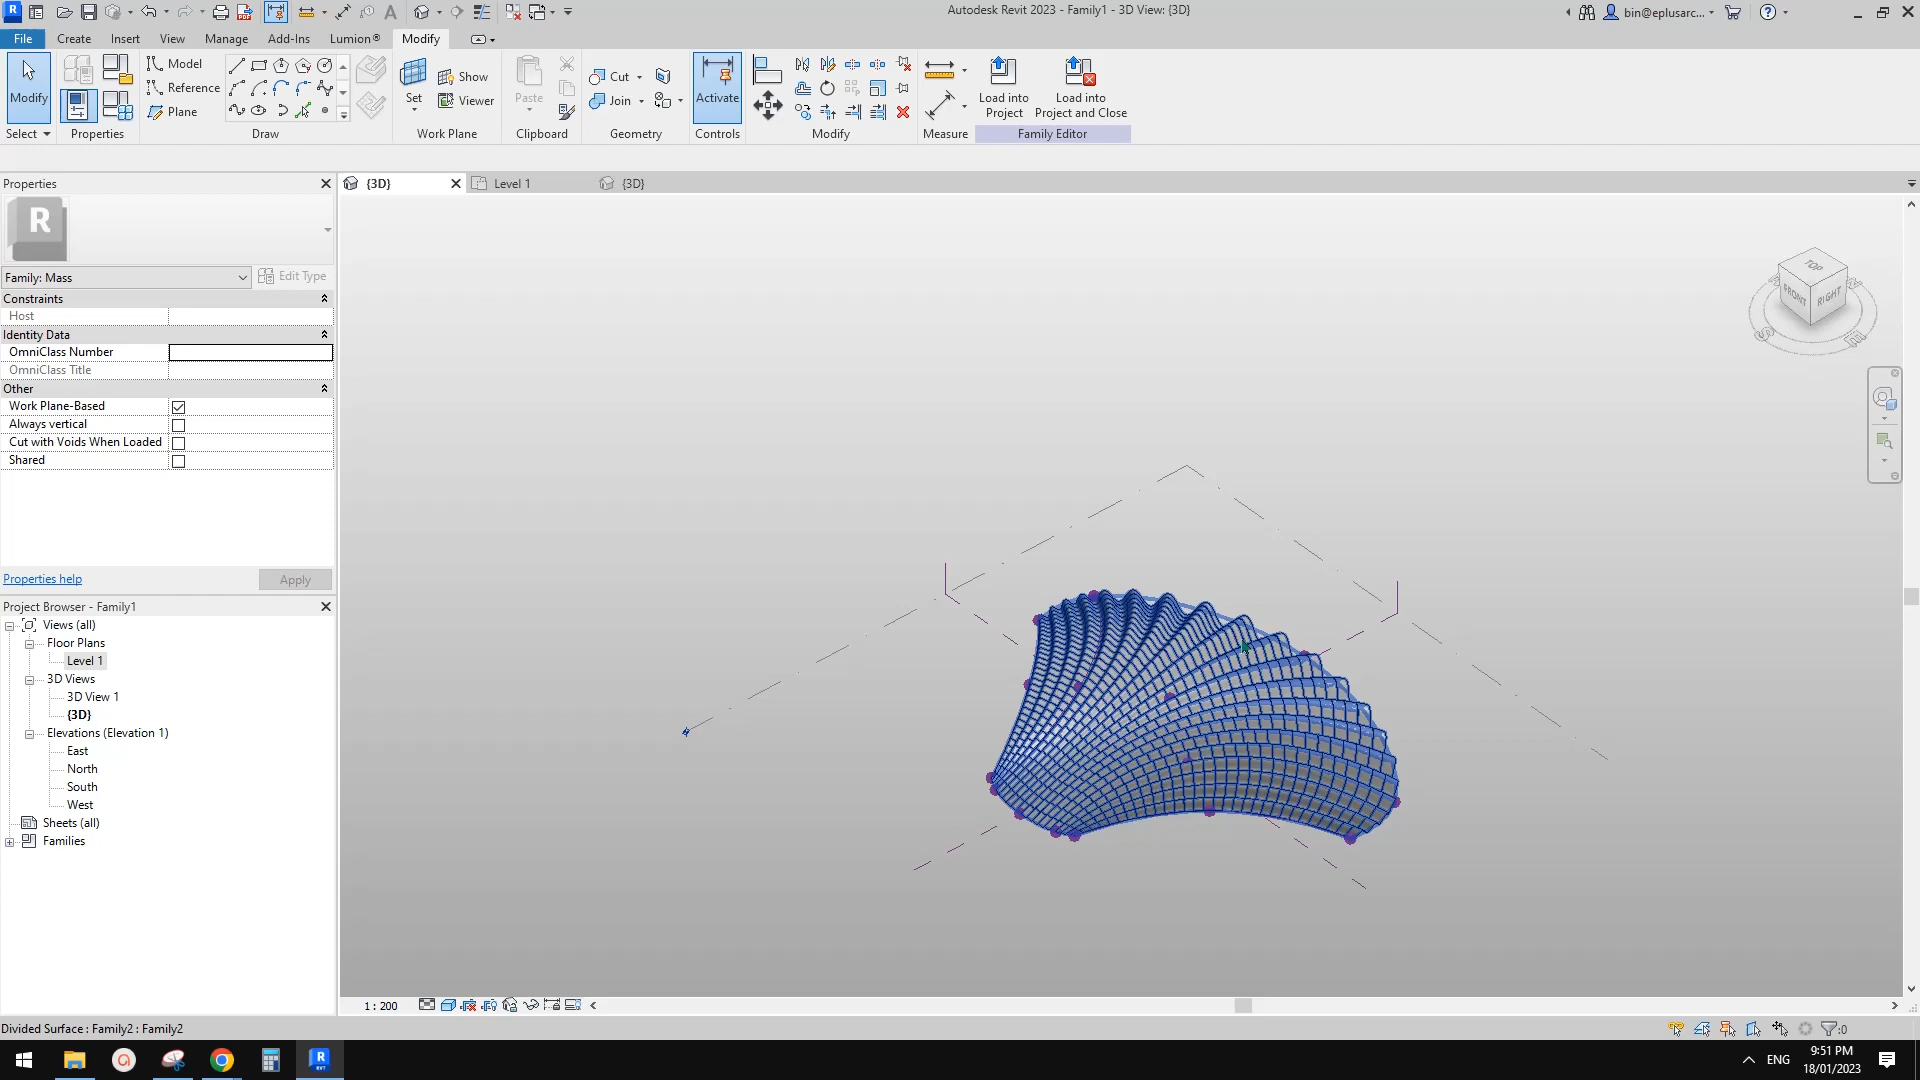 Autodesk Revit 2023 - Family1 - 3D View: {3D}
bin@eplusarc...
File Create Insert View Manage Add-Ins Lumion® Modify
Modify
Model
Reference
Plane
Set
Show
Viewer
Paste
Cut
Join
Activate
Load into
Project
Load into
Project and Close
Select Properties Draw Work Plane Clipboard Geometry Controls Modify Measure Family Editor
Properties
{3D} Level 1 {3D}
R
Family: Mass
Edit Type
Constraints
Host
Identity Data
OmniClass Number
OmniClass Title
Other
Work Plane-Based
Always vertical
Cut with Voids When Loaded
Shared
Properties help
Apply
Project Browser - Family1
Views (all)
Floor Plans
Level 1
3D Views
3D View 1
{3D}
Elevations (Elevation 1)
East
North
South
West
Sheets (all)
Families
TOP
FRONT
RIGHT
S
E
1 : 200
Divided Surface : Family2 : Family2
:0
ENG
9:51 PM
18/01/2023